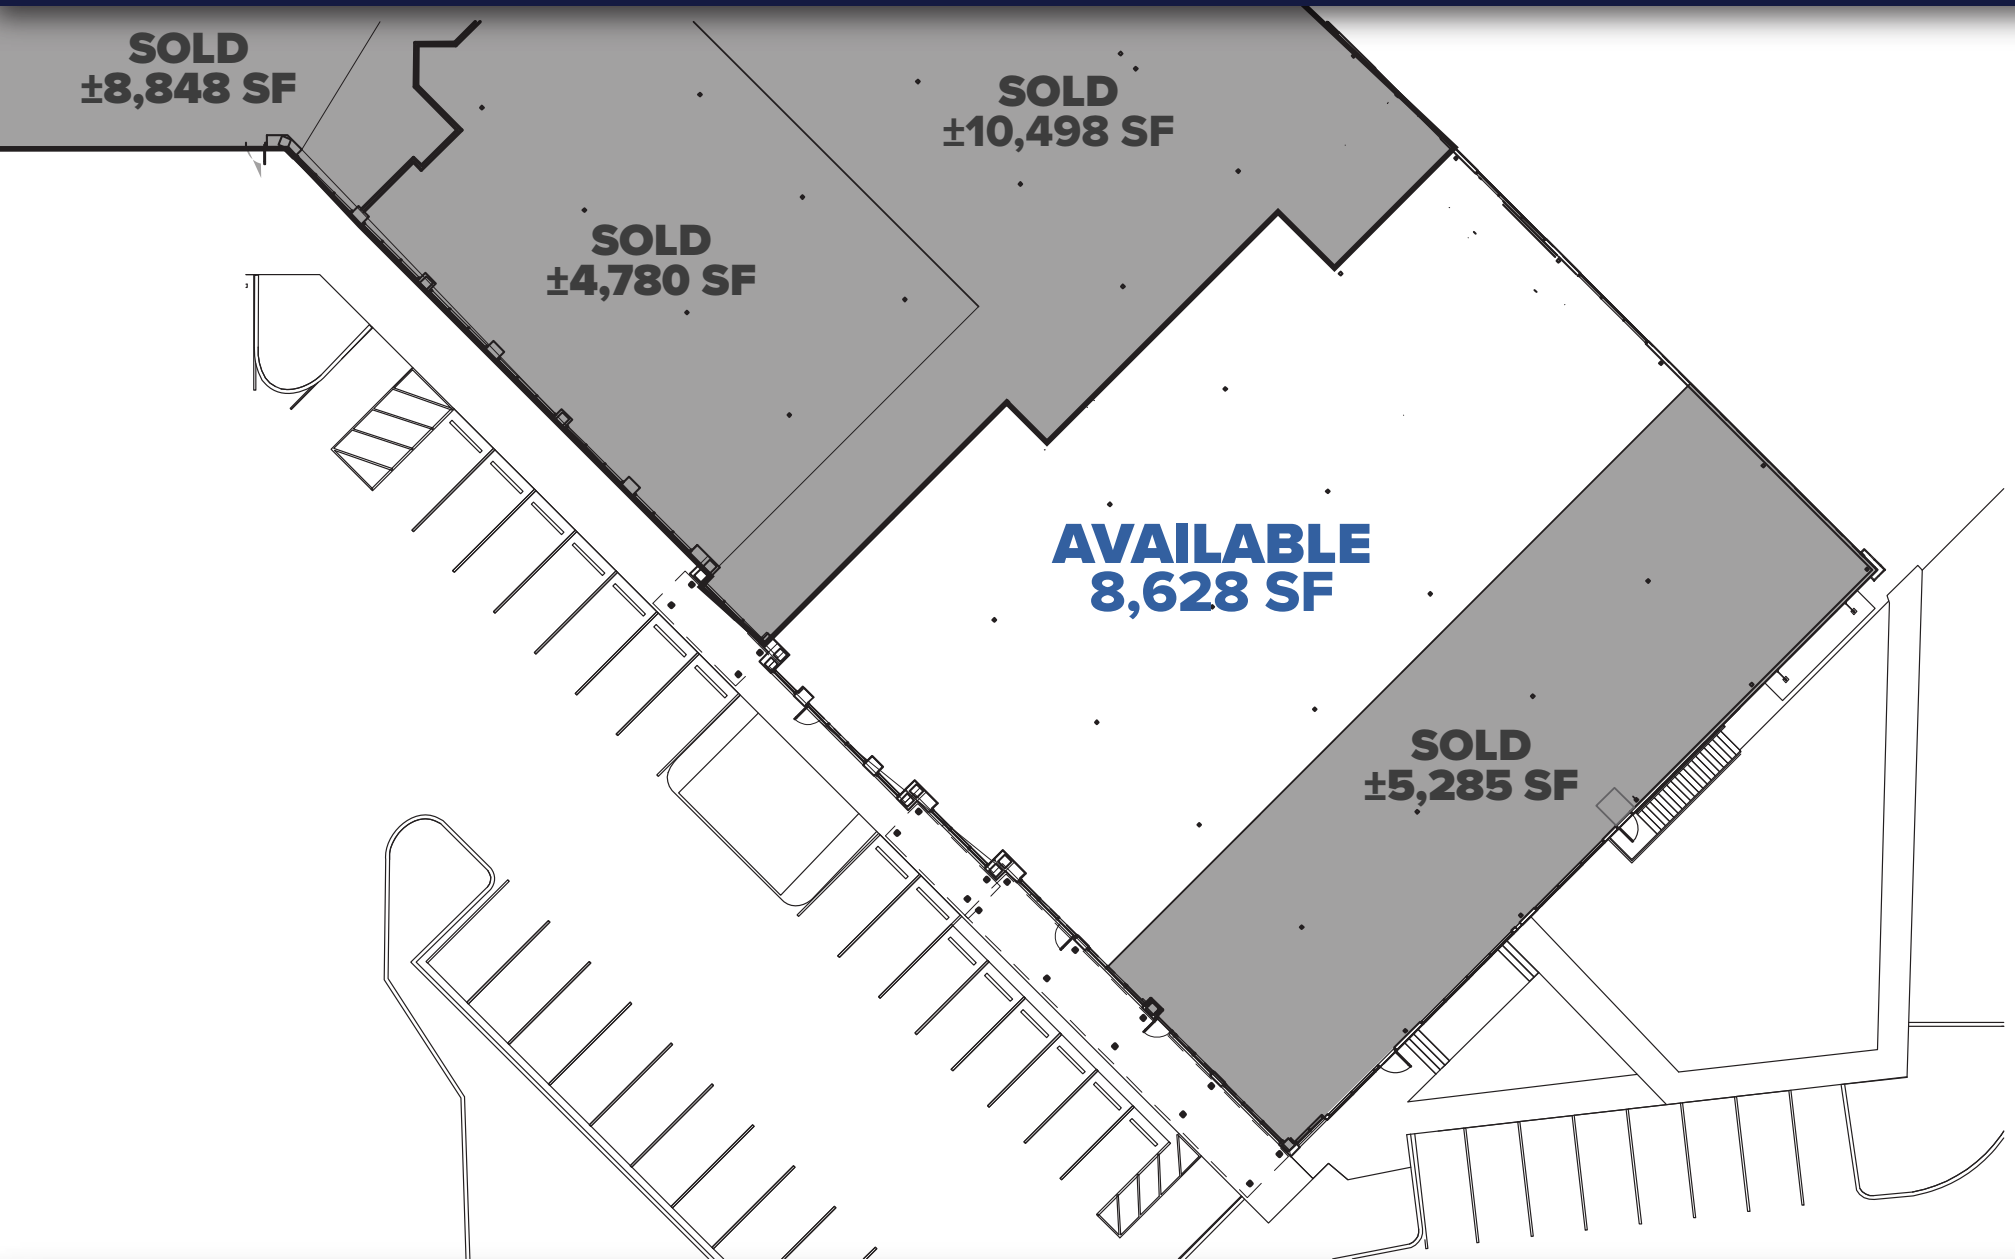 SOLD
±8,848 SF
SOLD
±10,498 SF
SOLD
±4,780 SF
AVAILABLE
8,628 SF
SOLD
±5,285 SF